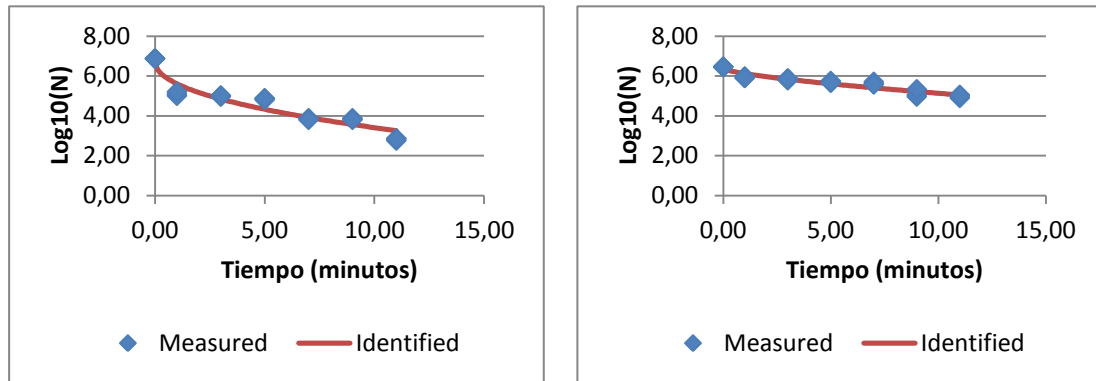 8,00
6,00
4,00
2,00
0,00
Log10(N)
0,00 5,00 10,00 15,00
Tiempo (minutos)
Measured Identified
8,00
6,00
4,00
2,00
0,00
Log10(N)
0,00 5,00 10,00 15,00
Tiempo (minutos)
Measured Identified